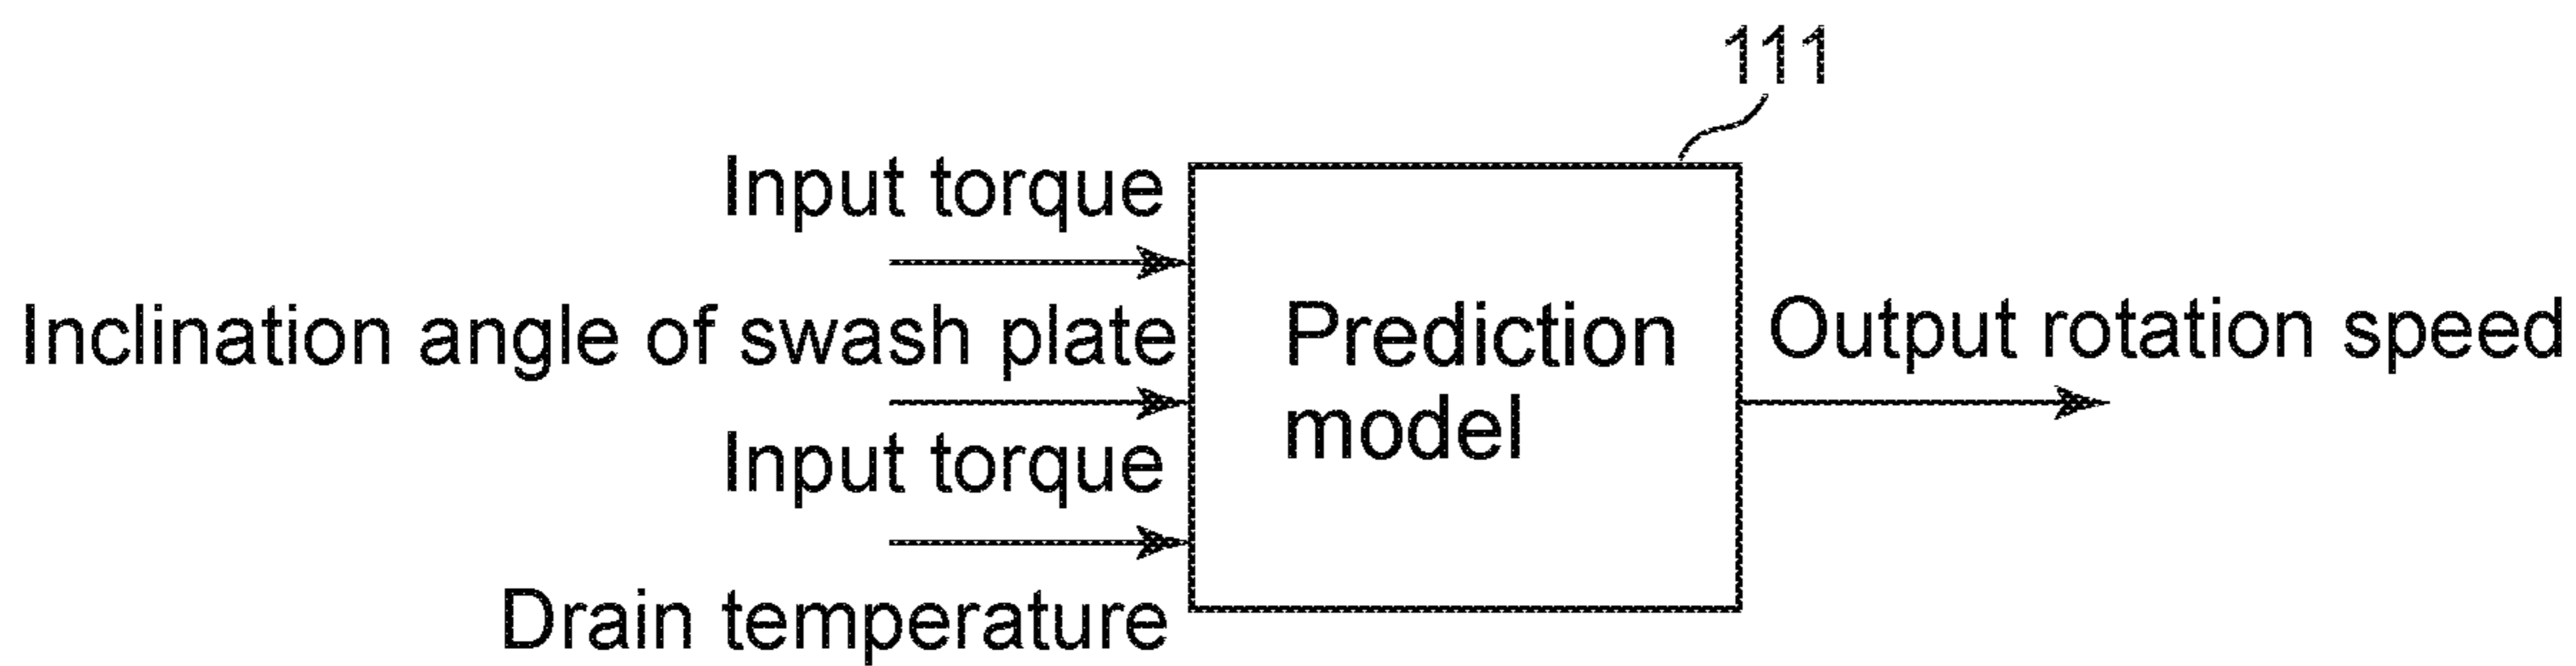 111
Input torque
Inclination angle of swash plate
Input torque
Drain temperature
Prediction
model
Output rotation speed